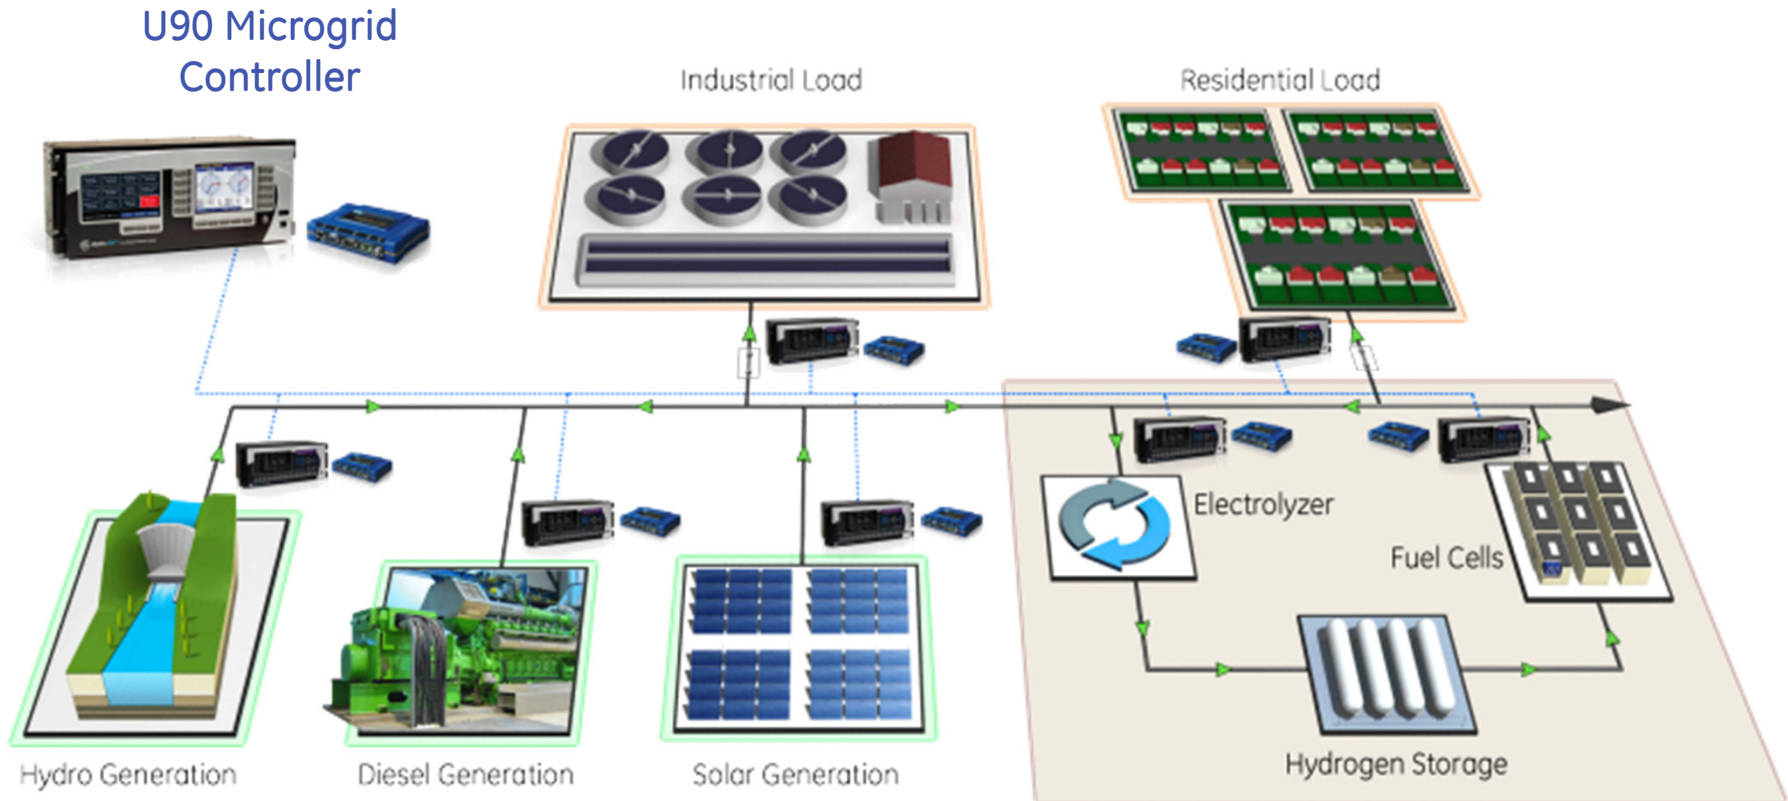 U90 Microgrid
Controller
Industrial Load
Residential Load
Electrolyzer
Fuel Cells
Hydrogen Storage
Hydro Generation
Diesel Generation
Solar Generation